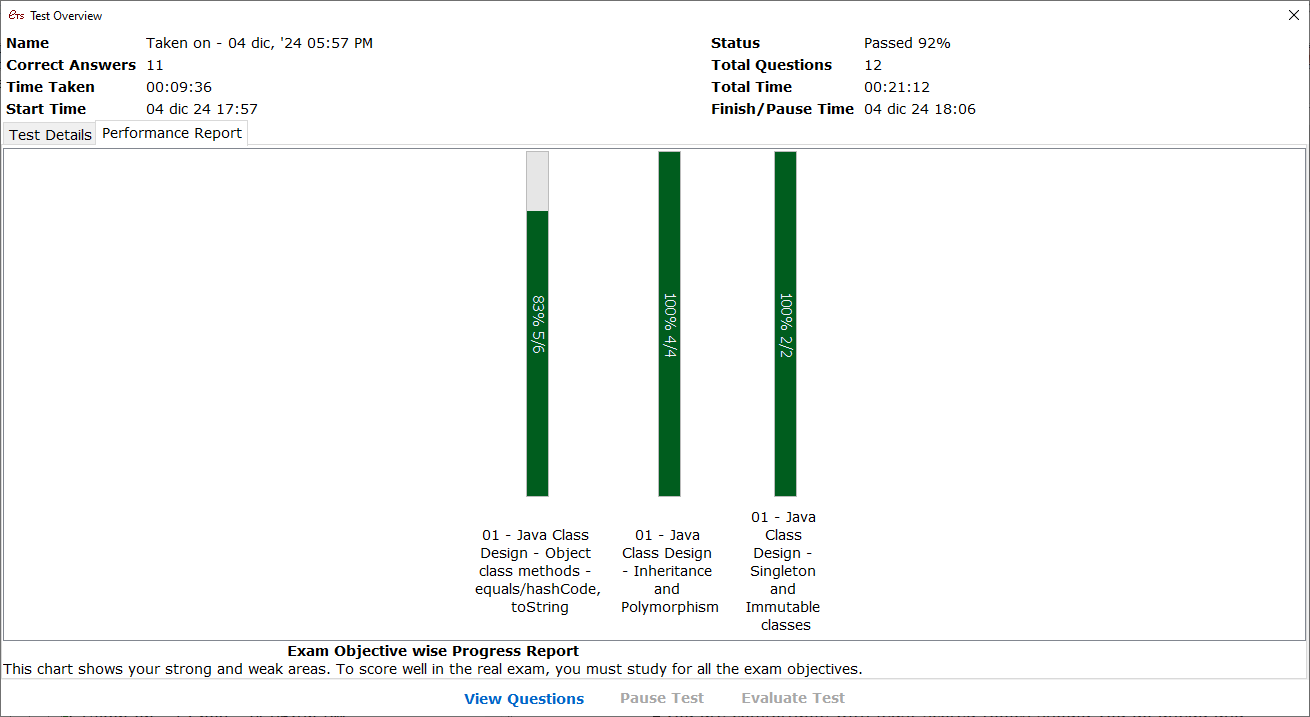 ETS Test Overview
Name Taken on - 04 dic, '24 05:57 PM Status Passed 92%
Correct Answers 11 Total Questions 12
Time Taken 00:09:36 Total Time 00:21:12
Start Time 04 dic 24 17:57 Finish/Pause Time 04 dic 24 18:06
Test Details Performance Report
83% 5/6
100% 4/4
100% 2/2
01 - Java Class
Design - Object
class methods -
equals/hashCode,
toString
01 - Java
Class Design
- Inheritance
and
Polymorphism
01 - Java
Class
Design -
Singleton
and
Immutable
classes
Exam Objective wise Progress Report
This chart shows your strong and weak areas. To score well in the real exam, you must study for all the exam objectives.
View Questions Pause Test Evaluate Test